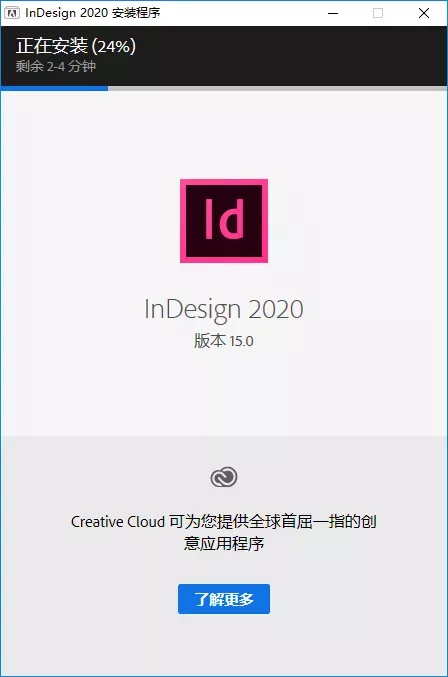 InDesign 2020 安装程序
正在安装 (24%)
剩余 2-4 分钟
Id
InDesign 2020
版本 15.0
Creative Cloud 可为您提供全球首屈一指的创
意应用程序
了解更多